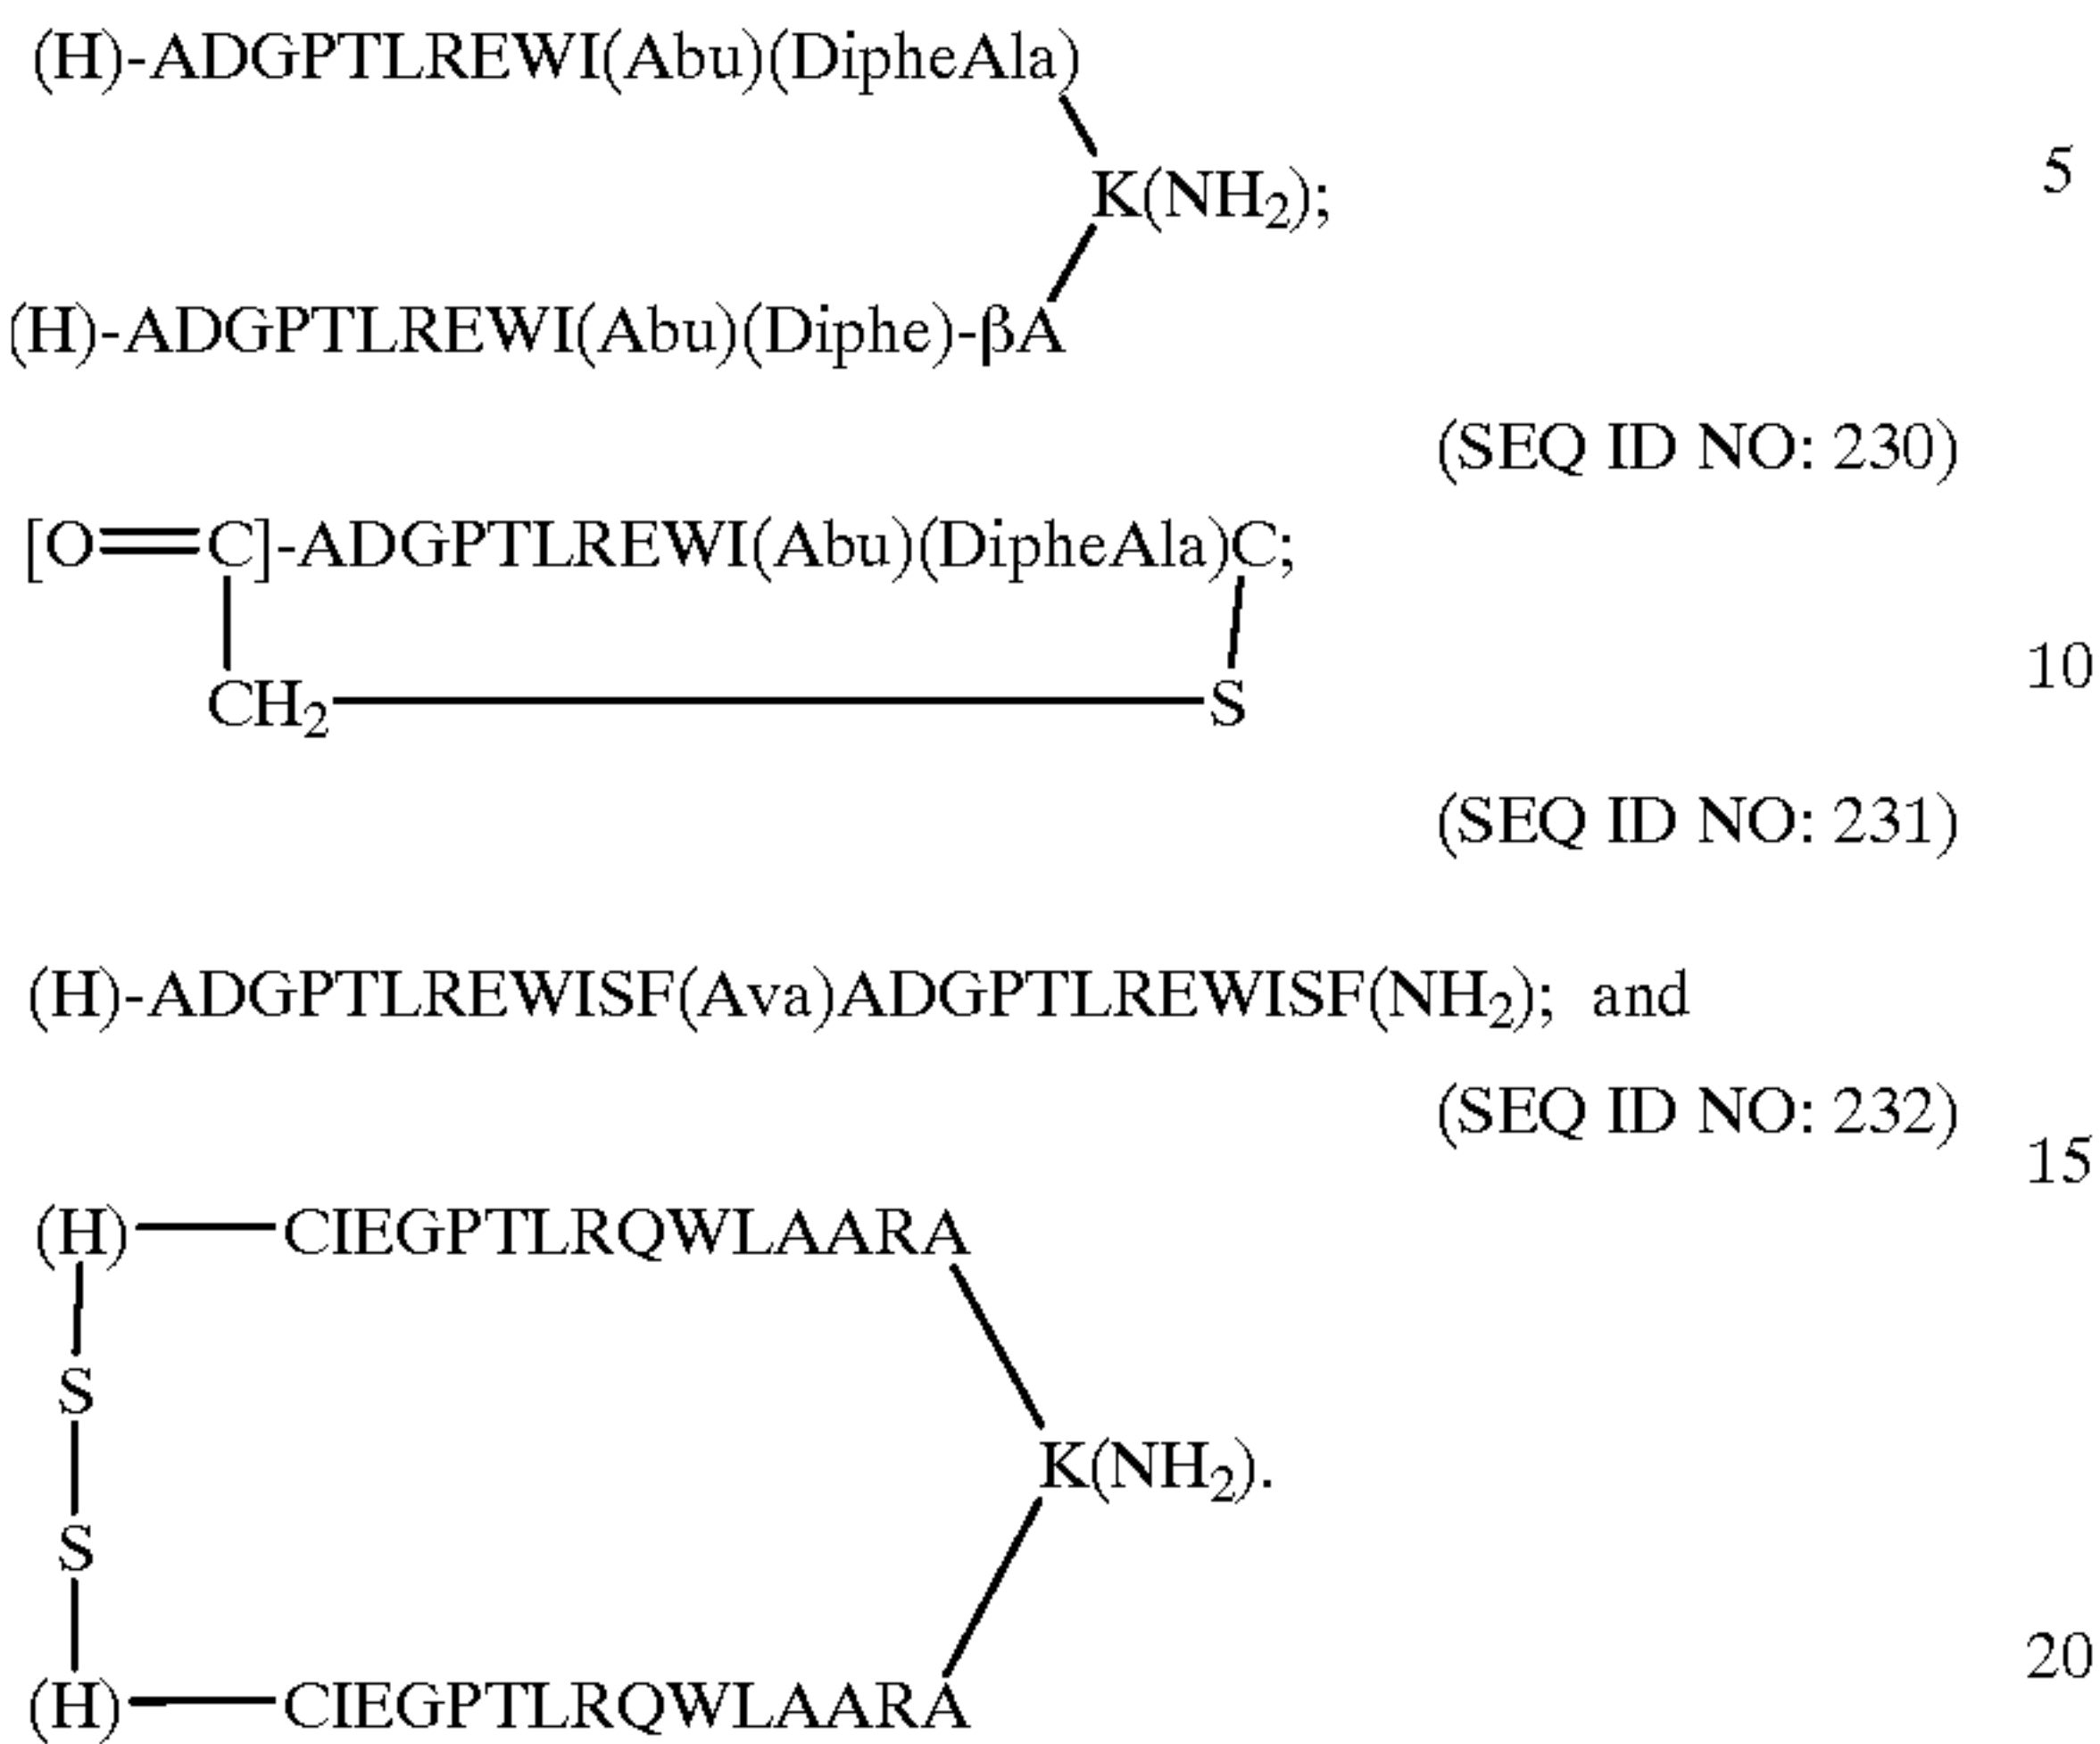 (H)-ADGPTLREWI(Abu)(DipheAla)
5
K(NH2);
(H)-ADGPTLREWI(Abu)(Diphe)-βA
(SEQ ID NO: 230)
[O=C]-ADGPTLREWI(Abu)(DipheAla)C;
10
CH2 S
(SEQ ID NO: 231)
(H)-ADGPTLREWISF(Ava)ADGPTLREWISF(NH2); and
(SEQ ID NO: 232)
15
(H) CIEGPTLRQWLAARA
S
K(NH2).
S
20
(H) CIEGPTLRQWLAARA